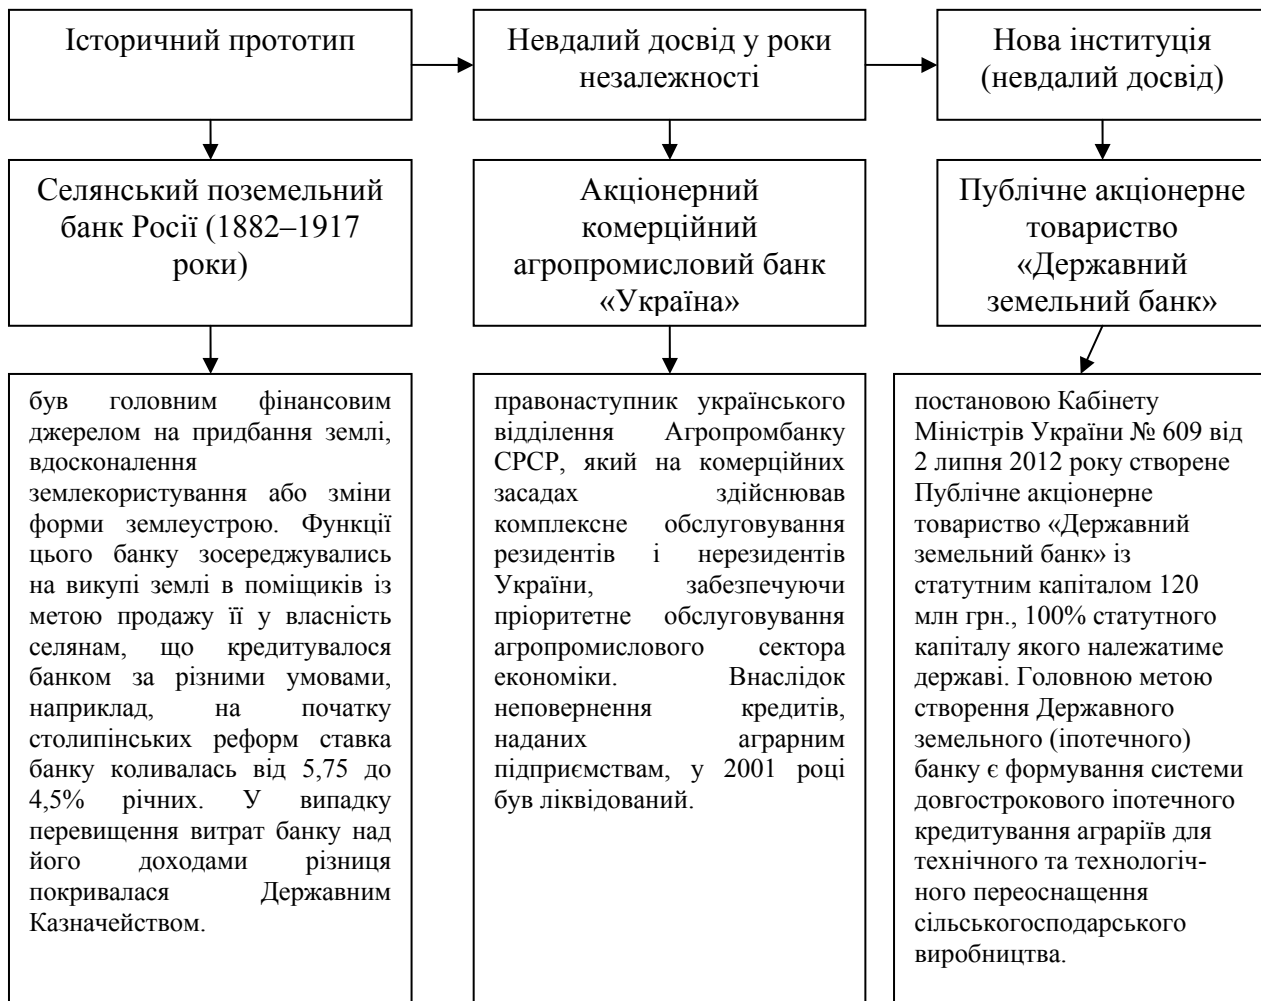 Історичний прототип
Невдалий досвід у роки
незалежності
Нова інституція
(невдалий досвід)
Селянський поземельний
банк Росії (1882–1917
роки)
Акціонерний
комерційний
агропромисловий банк
«Україна»
Публічне акціонерне
товариство
«Державний
земельний банк»
був головним фінансовим
джерелом на придбання землі,
вдосконалення
землекористування або зміни
форми землеустрою. Функції
цього банку зосереджувались
на викупі землі в поміщиків із
метою продажу її у власність
селянам, що кредитувалося
банком за різними умовами,
наприклад, на початку
столипінських реформ ставка
банку коливалась від 5,75 до
4,5% річних. У випадку
перевищення витрат банку над
його доходами різниця
покривалася Державним
Казначейством.
правонаступник українського
відділення Агропромбанку
СРСР, який на комерційних
засадах здійснював
комплексне обслуговування
резидентів і нерезидентів
України, забезпечуючи
пріоритетне обслуговування
агропромислового сектора
економіки. Внаслідок
неповернення кредитів,
наданих аграрним
підприємствам, у 2001 році
був ліквідований.
постановою Кабінету
Міністрів України № 609 від
2 липня 2012 року створене
Публічне акціонерне
товариство «Державний
земельний банк» із
статутним капіталом 120
млн грн., 100% статутного
капіталу якого належатиме
державі. Головною метою
створення Державного
земельного (іпотечного)
банку є формування системи
довгострокового іпотечного
кредитування аграріїв для
технічного та технологіч-
ного переоснащення
сільськогосподарського
виробництва.